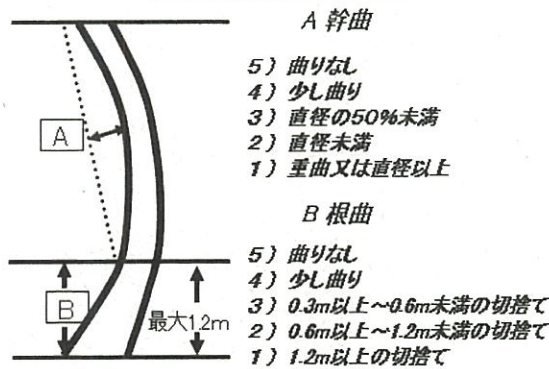 A 幹曲
5) 曲りなし
4) 少し曲り
3) 直径の50%未満
2) 直径未満
1) 重曲又は直径以上
A
B 根曲
5) 曲りなし
4) 少し曲り
3) 0.3m以上～0.6m未満の切捨て
2) 0.6m以上～1.2m未満の切捨て
1) 1.2m以上の切捨て
B
最大1.2m